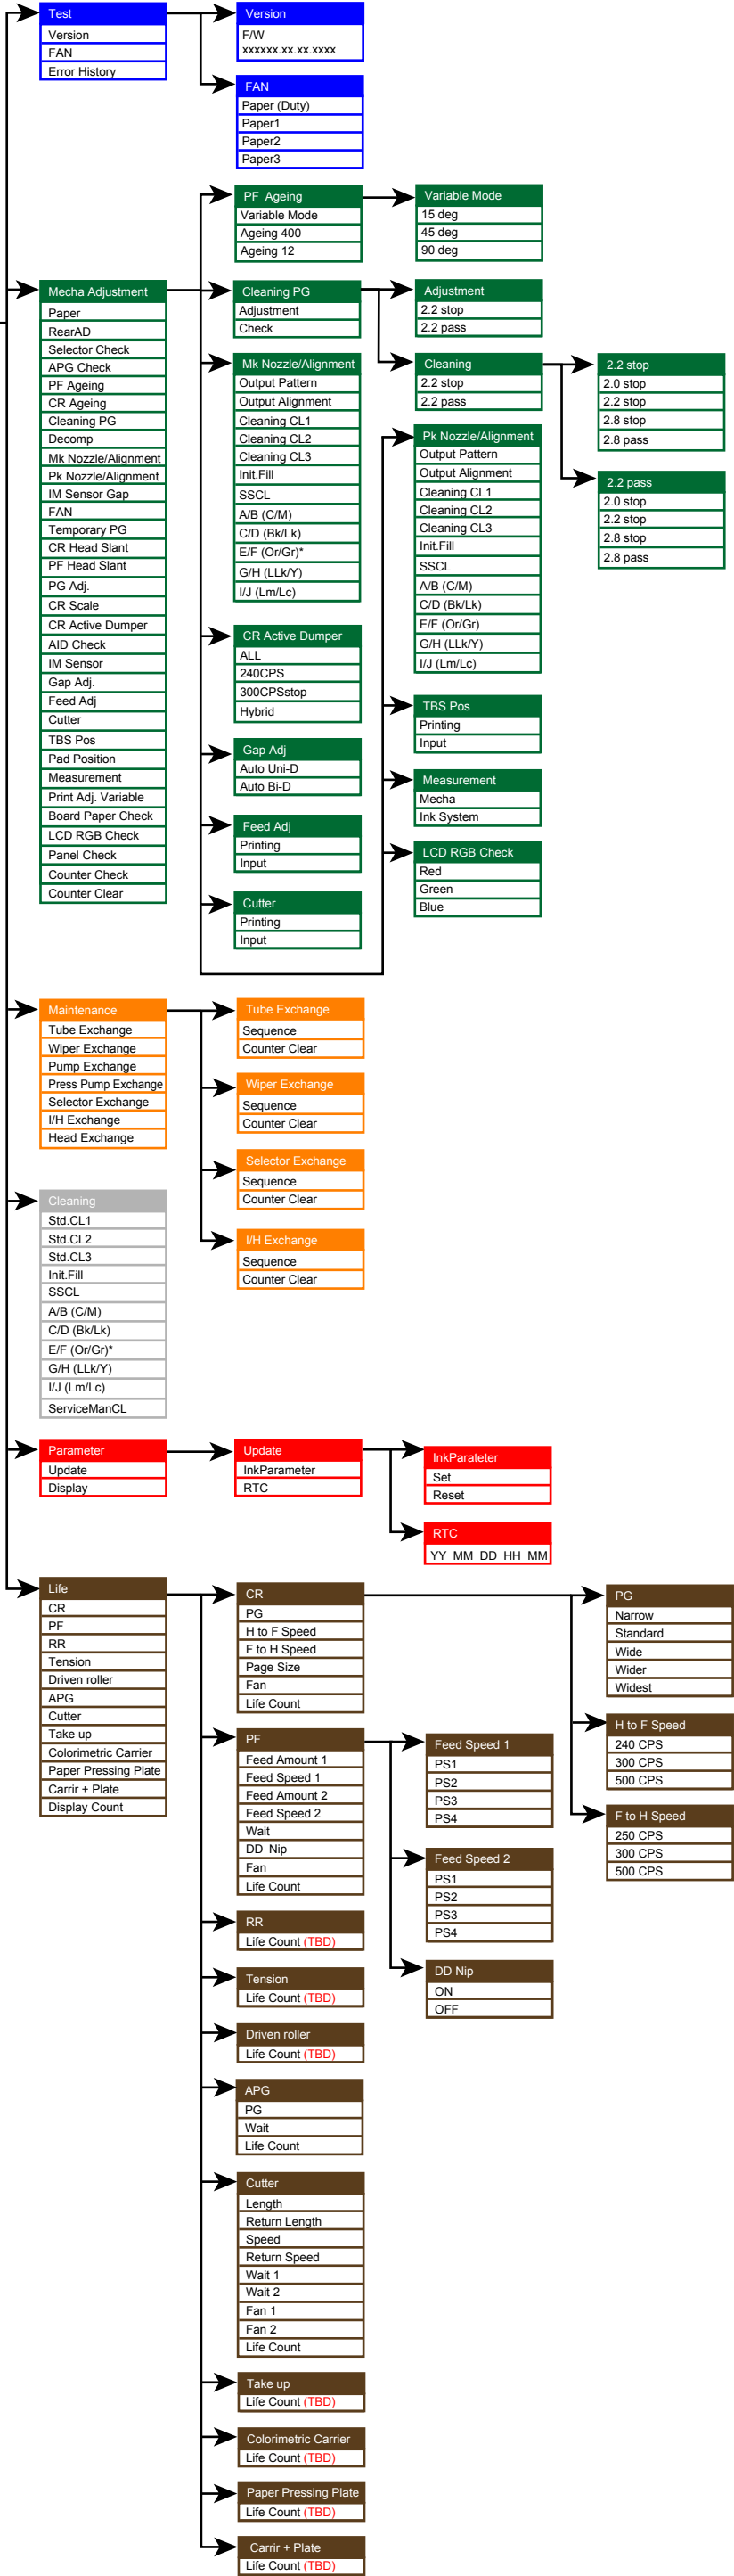 Test
Version
FAN
Error History
Version
F/W
xxxxxx.xx.xx.xxxx
FAN
Paper (Duty)
Paper1
Paper2
Paper3
Mecha Adjustment
Paper
RearAD
Selector Check
APG Check
PF Ageing
CR Ageing
Cleaning PG
Decomp
Mk Nozzle/Alignment
Pk Nozzle/Alignment
IM Sensor Gap
FAN
Temporary PG
CR Head Slant
PF Head Slant
PG Adj.
CR Scale
CR Active Dumper
AID Check
IM Sensor
Gap Adj.
Feed Adj
Cutter
TBS Pos
Pad Position
Measurement
Print Adj. Variable
Board Paper Check
LCD RGB Check
Panel Check
Counter Check
Counter Clear
PF Ageing
Variable Mode
Ageing 400
Ageing 12
Variable Mode
15 deg
45 deg
90 deg
Cleaning PG
Adjustment
Check
Adjustment
2.2 stop
2.2 pass
Cleaning
2.2 stop
2.2 pass
2.2 stop
2.0 stop
2.2 stop
2.8 stop
2.8 pass
2.2 pass
2.0 stop
2.2 stop
2.8 stop
2.8 pass
Mk Nozzle/Alignment
Output Pattern
Output Alignment
Cleaning CL1
Cleaning CL2
Cleaning CL3
Init.Fill
SSCL
A/B (C/M)
C/D (Bk/Lk)
E/F (Or/Gr)*
G/H (LLk/Y)
I/J (Lm/Lc)
Pk Nozzle/Alignment
Output Pattern
Output Alignment
Cleaning CL1
Cleaning CL2
Cleaning CL3
Init.Fill
SSCL
A/B (C/M)
C/D (Bk/Lk)
E/F (Or/Gr)
G/H (LLk/Y)
I/J (Lm/Lc)
CR Active Dumper
ALL
240CPS
300CPSstop
Hybrid
Gap Adj
Auto Uni-D
Auto Bi-D
Feed Adj
Printing
Input
Cutter
Printing
Input
TBS Pos
Printing
Input
Measurement
Mecha
Ink System
LCD RGB Check
Red
Green
Blue
Maintenance
Tube Exchange
Wiper Exchange
Pump Exchange
Press Pump Exchange
Selector Exchange
I/H Exchange
Head Exchange
Tube Exchange
Sequence
Counter Clear
Wiper Exchange
Sequence
Counter Clear
Selector Exchange
Sequence
Counter Clear
I/H Exchange
Sequence
Counter Clear
Cleaning
Std.CL1
Std.CL2
Std.CL3
Init.Fill
SSCL
A/B (C/M)
C/D (Bk/Lk)
E/F (Or/Gr)*
G/H (LLk/Y)
I/J (Lm/Lc)
ServiceManCL
Parameter
Update
Display
Update
InkParameter
RTC
InkParateter
Set
Reset
RTC
YY MM DD HH MM
Life
CR
PF
RR
Tension
Driven roller
APG
Cutter
Take up
Colorimetric Carrier
Paper Pressing Plate
Carrir + Plate
Display Count
CR
PG
H to F Speed
F to H Speed
Page Size
Fan
Life Count
PG
Narrow
Standard
Wide
Wider
Widest
H to F Speed
240 CPS
300 CPS
500 CPS
F to H Speed
250 CPS
300 CPS
500 CPS
PF
Feed Amount 1
Feed Speed 1
Feed Amount 2
Feed Speed 2
Wait
DD Nip
Fan
Life Count
Feed Speed 1
PS1
PS2
PS3
PS4
Feed Speed 2
PS1
PS2
PS3
PS4
DD Nip
ON
OFF
RR
Life Count (TBD)
Tension
Life Count (TBD)
Driven roller
Life Count (TBD)
APG
PG
Wait
Life Count
Cutter
Length
Return Length
Speed
Return Speed
Wait 1
Wait 2
Fan 1
Fan 2
Life Count
Take up
Life Count (TBD)
Colorimetric Carrier
Life Count (TBD)
Paper Pressing Plate
Life Count (TBD)
Carrir + Plate
Life Count (TBD)